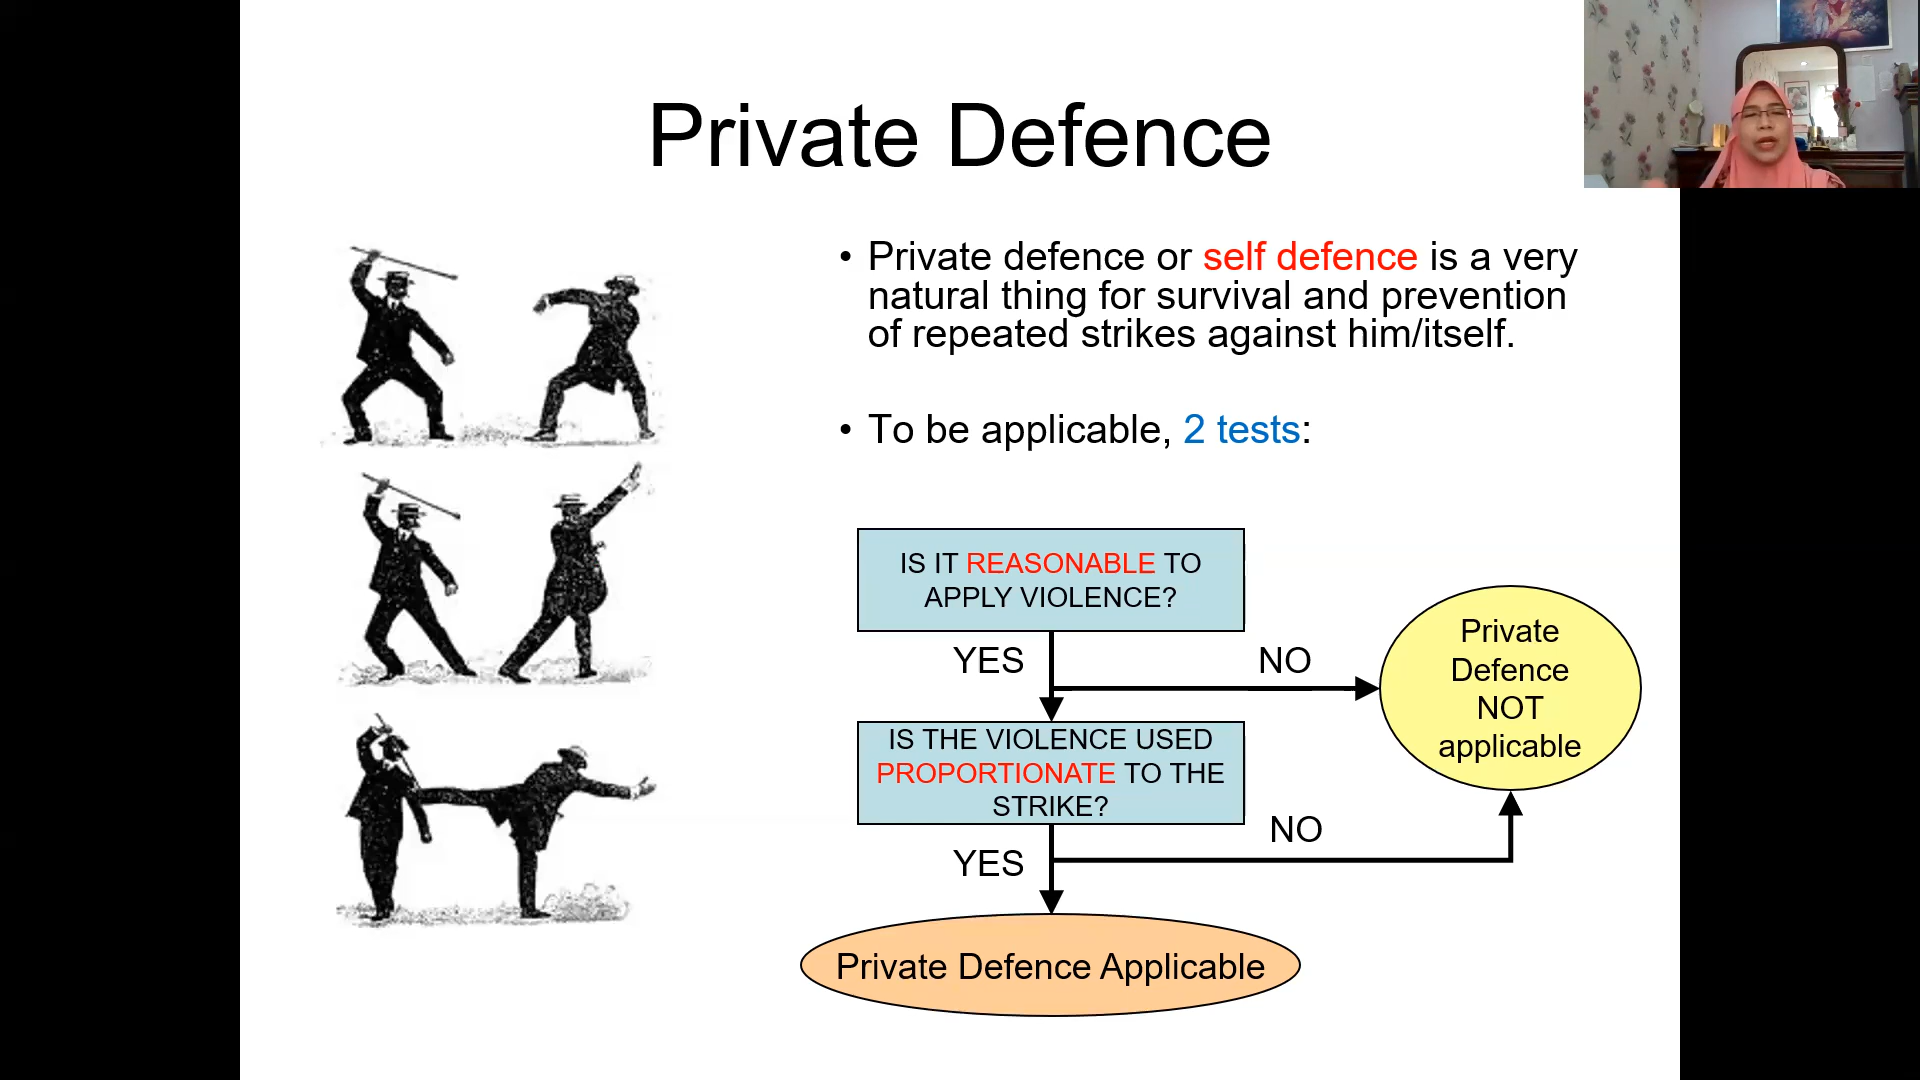 Private Defence
• Private defence or self defence is a very
natural thing for survival and prevention
of repeated strikes against him/itself.
• To be applicable, 2 tests:
IS IT REASONABLE TO
APPLY VIOLENCE?
YES
NO
Private
Defence
NOT
applicable
IS THE VIOLENCE USED
PROPORTIONATE TO THE
STRIKE?
YES
NO
Private Defence Applicable